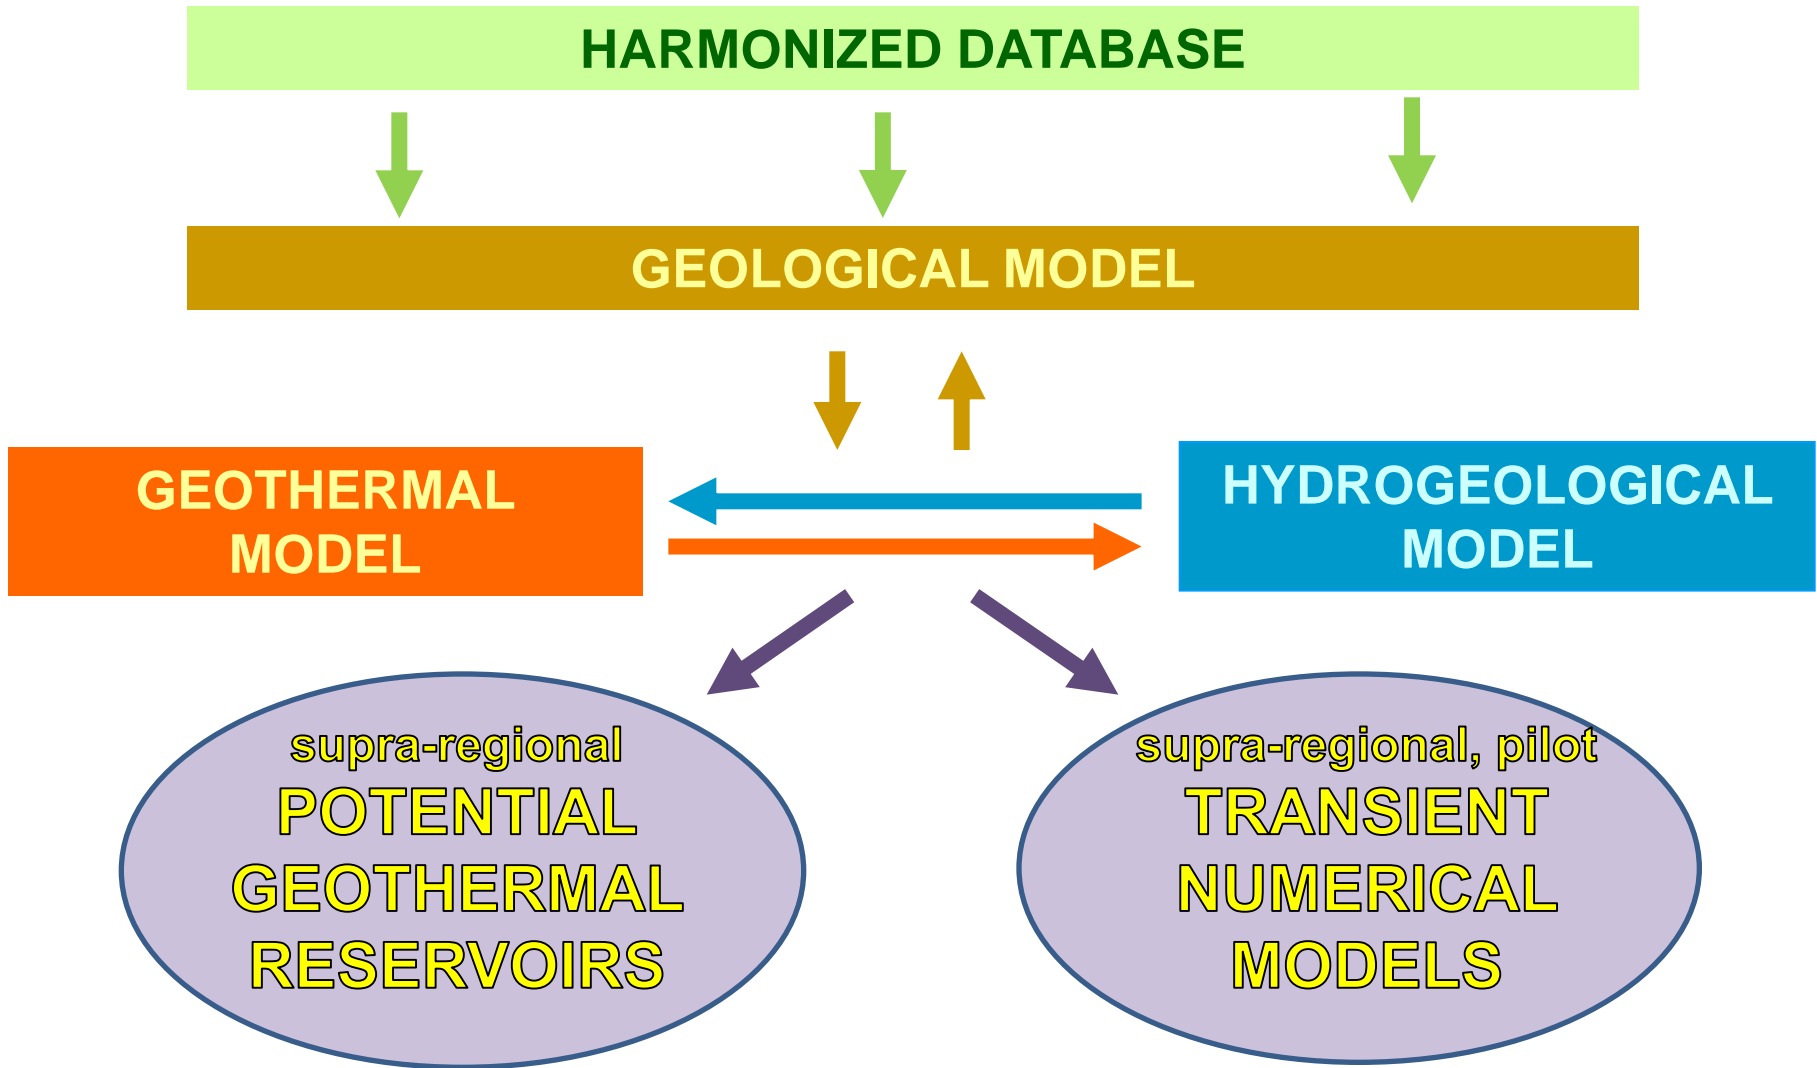 HARMONIZED DATABASE
GEOLOGICAL MODEL
GEOTHERMAL
MODEL
HYDROGEOLOGICAL
MODEL
supra-regional
POTENTIAL
GEOTHERMAL
RESERVOIRS
supra-regional, pilot
TRANSIENT
NUMERICAL
MODELS